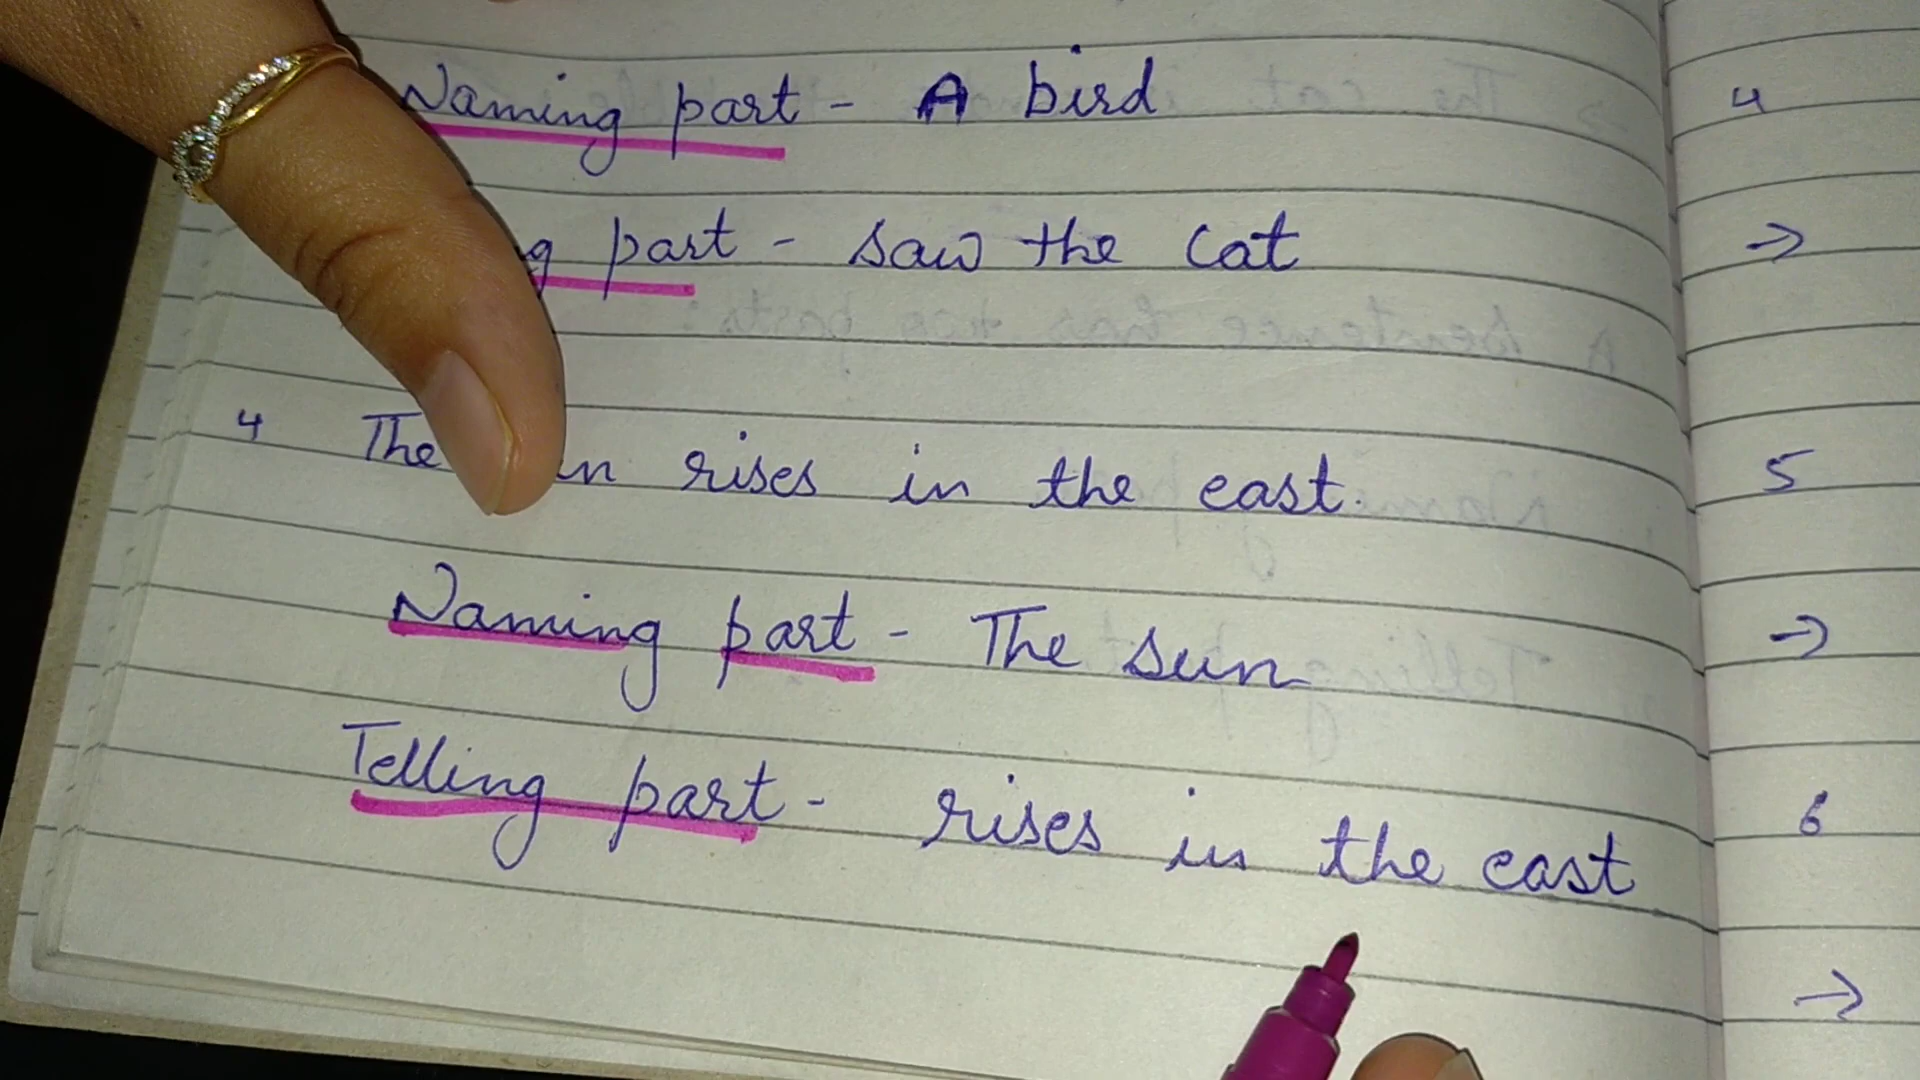 Naming part - A bird
part - saw the cat
4 The rises in the east.
Naming part - The sun
Telling part - rises in the east
4
→
5
→
6
→